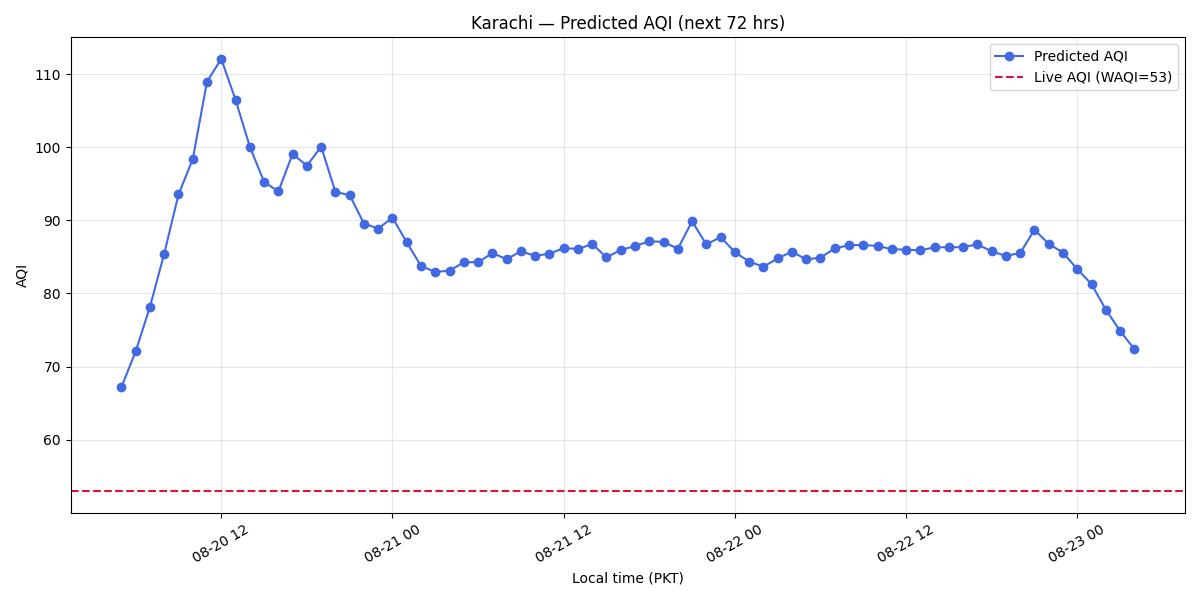 Karachi — Predicted AQI (next 72 hrs)
Predicted AQI
Live AQI (WAQI=53)
110
100
90
80
70
60
AQI
08-20 12
08-21 00
08-21 12
08-22 00
08-22 12
08-23 00
Local time (PKT)